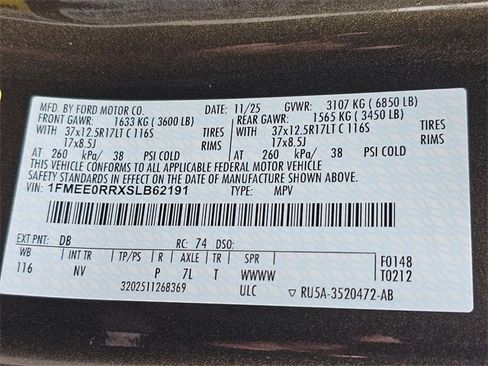 MFD. BY FORD MOTOR CO. DATE: 11/25 GVWR: 3107 KG ( 6850 LB)
FRONT GAWR: 1633 KG ( 3600 LB) REAR GAWR: 1565 KG ( 3450 LB)
WITH 37x12.5R17LT C 116S TIRES WITH 37x12.5R17LT C 116S TIRES
17x8.5J RIMS 17x8.5J RIMS
AT 260 kPa/ 38 PSI COLD AT 260 kPa/ 38 PSI COLD
THIS VEHICLE CONFORMS TO ALL APPLICABLE FEDERAL MOTOR VEHICLE
SAFETY STANDARDS IN EFFECT ON THE DATE OF MANUFACTURE SHOWN ABOVE.
VIN: 1FMEE0RRXSLB62191 TYPE: MPV
EXT PNT: DB RC: 74 DSO:
WB INT TR TP/PS R AXLE TR SPR F0148
116 NV P 7L T WWWW T0212
3202511268369 ULC ▽ RU5A-3520472-AB